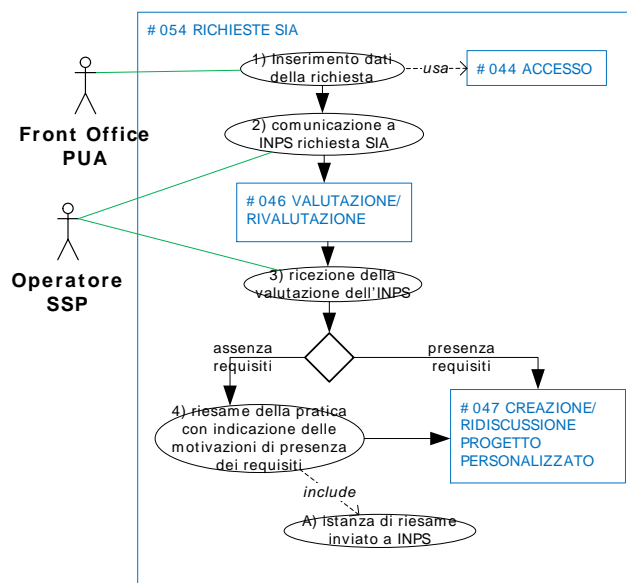 # 054 RICHIESTE SIA
1) Inserimento dati
della richiesta
usa
# 044 ACCESSO
Front Office
PUA
2) comunicazione a
INPS richiesta SIA
# 046 VALUTAZIONE/
RIVALUTAZIONE
Operatore
SSP
3) ricezione della
valutazione dell'INPS
assenza
requisiti
presenza
requisiti
4) riesame della pratica
con indicazione delle
motivazioni di presenza
dei requisiti
# 047 CREAZIONE/
RIDISCUSSIONE
PROGETTO
PERSONALIZZATO
include
A) istanza di riesame
inviato a INPS